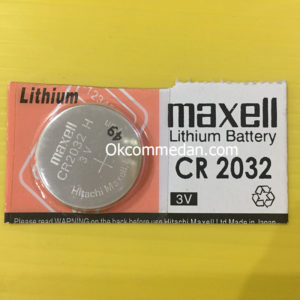 Lithium
maxell
Lithium Battery
CR 2032
3V
maxell
CR2032 H
3V
+
Hitachi Maxell
Okcommedan.com
Please read WARNING on the back before use Hitachi Maxell Ltd Made in Japan